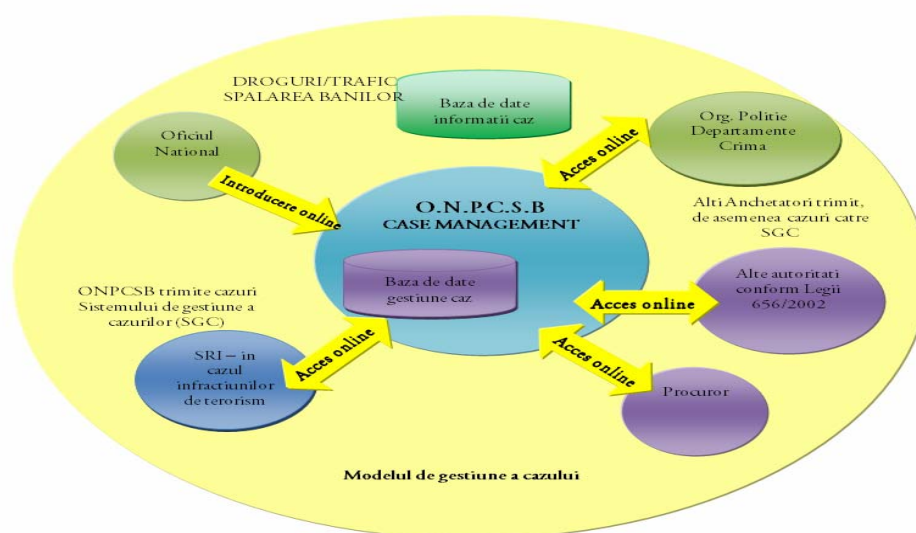 DROGURI/TRAFIC
SPALAREA BANILOR
Baza de date
informatii caz
Oficiul
National
Org. Politie
Departamente
Crima
Introducere online
Acces online
O.N.P.C.S.B
CASE MANAGEMENT
Alti Anchetatori trimit,
de asemenea cazuri catre
SGC
Baza de date
gestiune caz
Alte autoritati
conform Legii
656/2002
Acces online
ONPCSB trimite cazuri
Sistemului de gestiune a
cazurilor (SGC)
SRI – in
cazul
infractiunilor
de terorism
Acces online
Acces online
Procuror
Modelul de gestiune a cazului